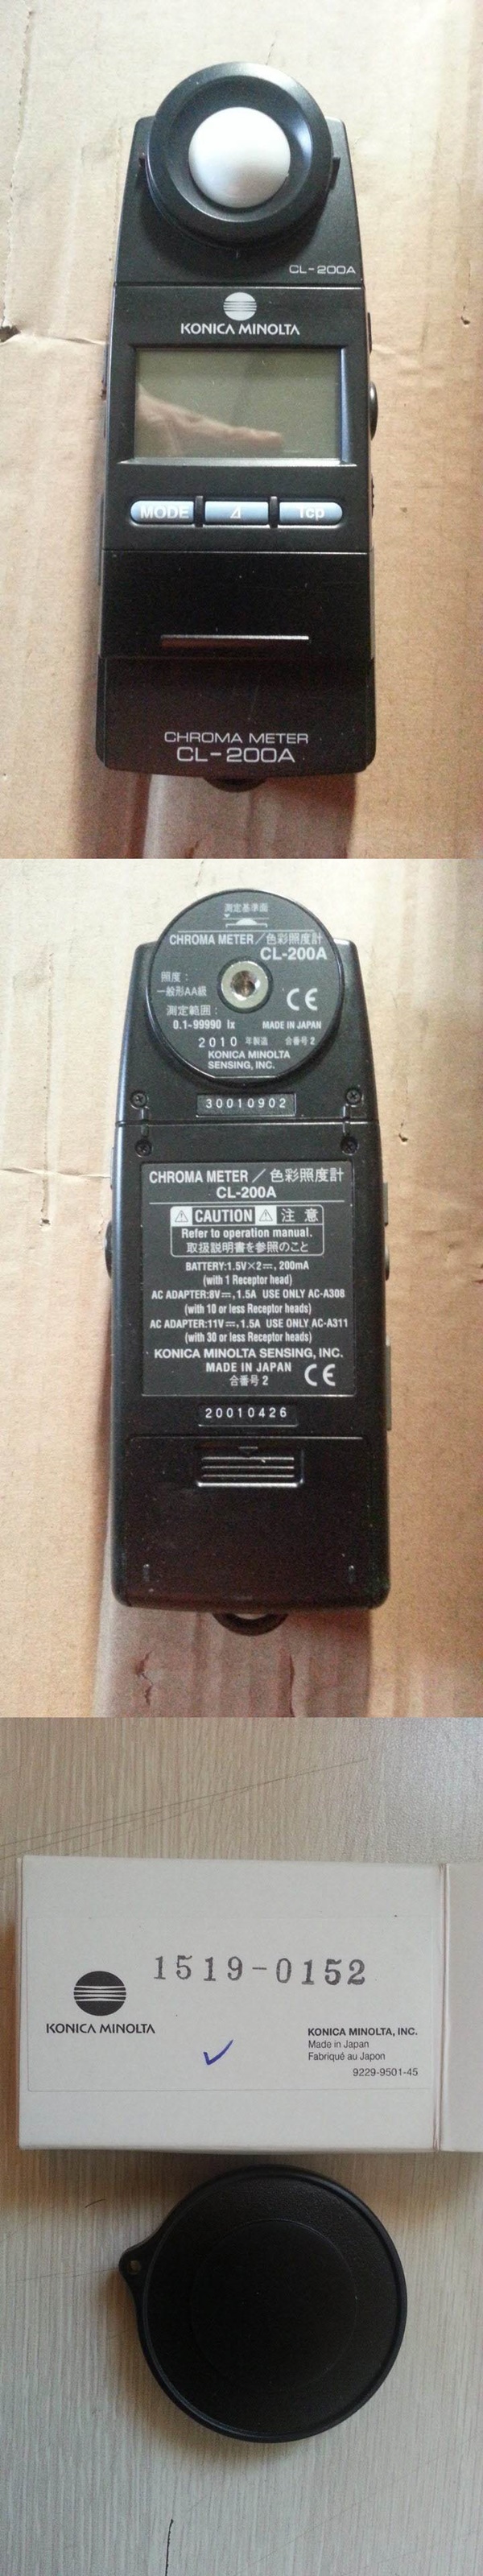 CL-200A
KONICA MINOLTA
MODE ⊿ Tcp
CHROMA METER
CL-200A
測定基準面
CHROMA METER/色彩照度計
CL-200A
照度:
一般形AA級
測定範囲:
0.1-99990 lx MADE IN JAPAN
2010 年製造 合番号2
KONICA MINOLTA
SENSING, INC.
CE
30010902
CHROMA METER/色彩照度計
CL-200A
CAUTION 注意
Refer to operation manual.
取扱説明書を参照のこと
BATTERY:1.5V×2⎓, 200mA
(with 1 Receptor head)
AC ADAPTER:8V⎓, 1.5A USE ONLY AC-A308
(with 10 or less Receptor heads)
AC ADAPTER:11V⎓, 1.5A USE ONLY AC-A311
(with 30 or less Receptor heads)
KONICA MINOLTA SENSING, INC.
MADE IN JAPAN
合番号2 CE
20010426
1519-0152
KONICA MINOLTA
KONICA MINOLTA, INC.
Made in Japan
Fabriqué au Japon
9229-9501-45